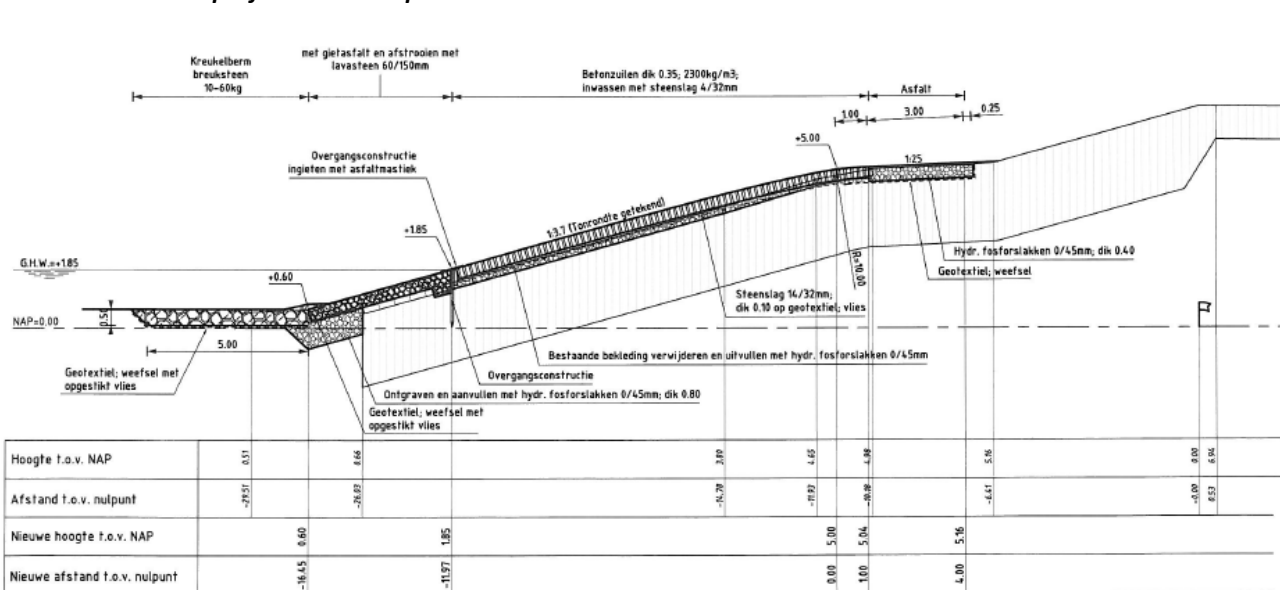 Kreukelberm
breuksteen
10-60kg
met gietasfalt en afstrooien met
lavasteen 60/150mm
Betonzuilen dik 0.35; 2300kg/m3;
inwassen met steenslag 4/32mm
Asfalt
1.00
3.00
0.25
+5.00
1:25
Overgangsconstructie
ingieten met asfaltmastiek
1:3.7 (Tonrondte getekend)
+1.85
G.H.W.=+1.85
+0.60
R=10.00
Hydr. fosforslakken 0/45mm; dik 0.40
Geotextiel; weefsel
Steenslag 14/32mm;
dik 0.10 op geotextiel; vlies
NAP=0.00
0.50
5.00
Bestaande bekleding verwijderen en uitvullen met hydr. fosforslakken 0/45mm
Geotextiel; weefsel met
opgestikt vlies
Overgangsconstructie
Ontgraven en aanvullen met hydr. fosforslakken 0/45mm; dik 0.80
Geotextiel; weefsel met
opgestikt vlies
Hoogte t.o.v. NAP 0.51 3.89 4.65 4.98 5.16 0.00 6.94
Afstand t.o.v. nulpunt -29.51 -26.03 -14.70 -11.93 -10.18 -6.41 -0.00 0.53
Nieuwe hoogte t.o.v. NAP 0.60 1.85 5.00 5.04 5.16
Nieuwe afstand t.o.v. nulpunt -16.45 -11.97 0.00 1.00 4.00